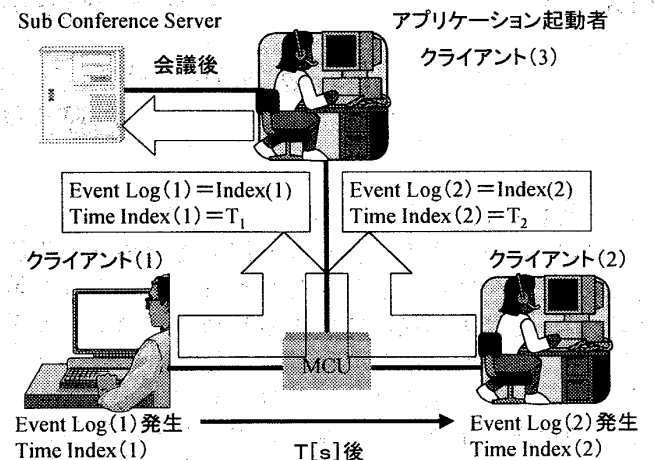 Sub Conference Server
アプリケーション起動者
クライアント(3)
会議後
Event Log(1)=Index(1)
Time Index(1)=T₁
Event Log(2)=Index(2)
Time Index(2)=T₂
クライアント(1)
クライアント(2)
MCU
Event Log(1)発生
Time Index(1)
T[s]後
Event Log(2)発生
Time Index(2)